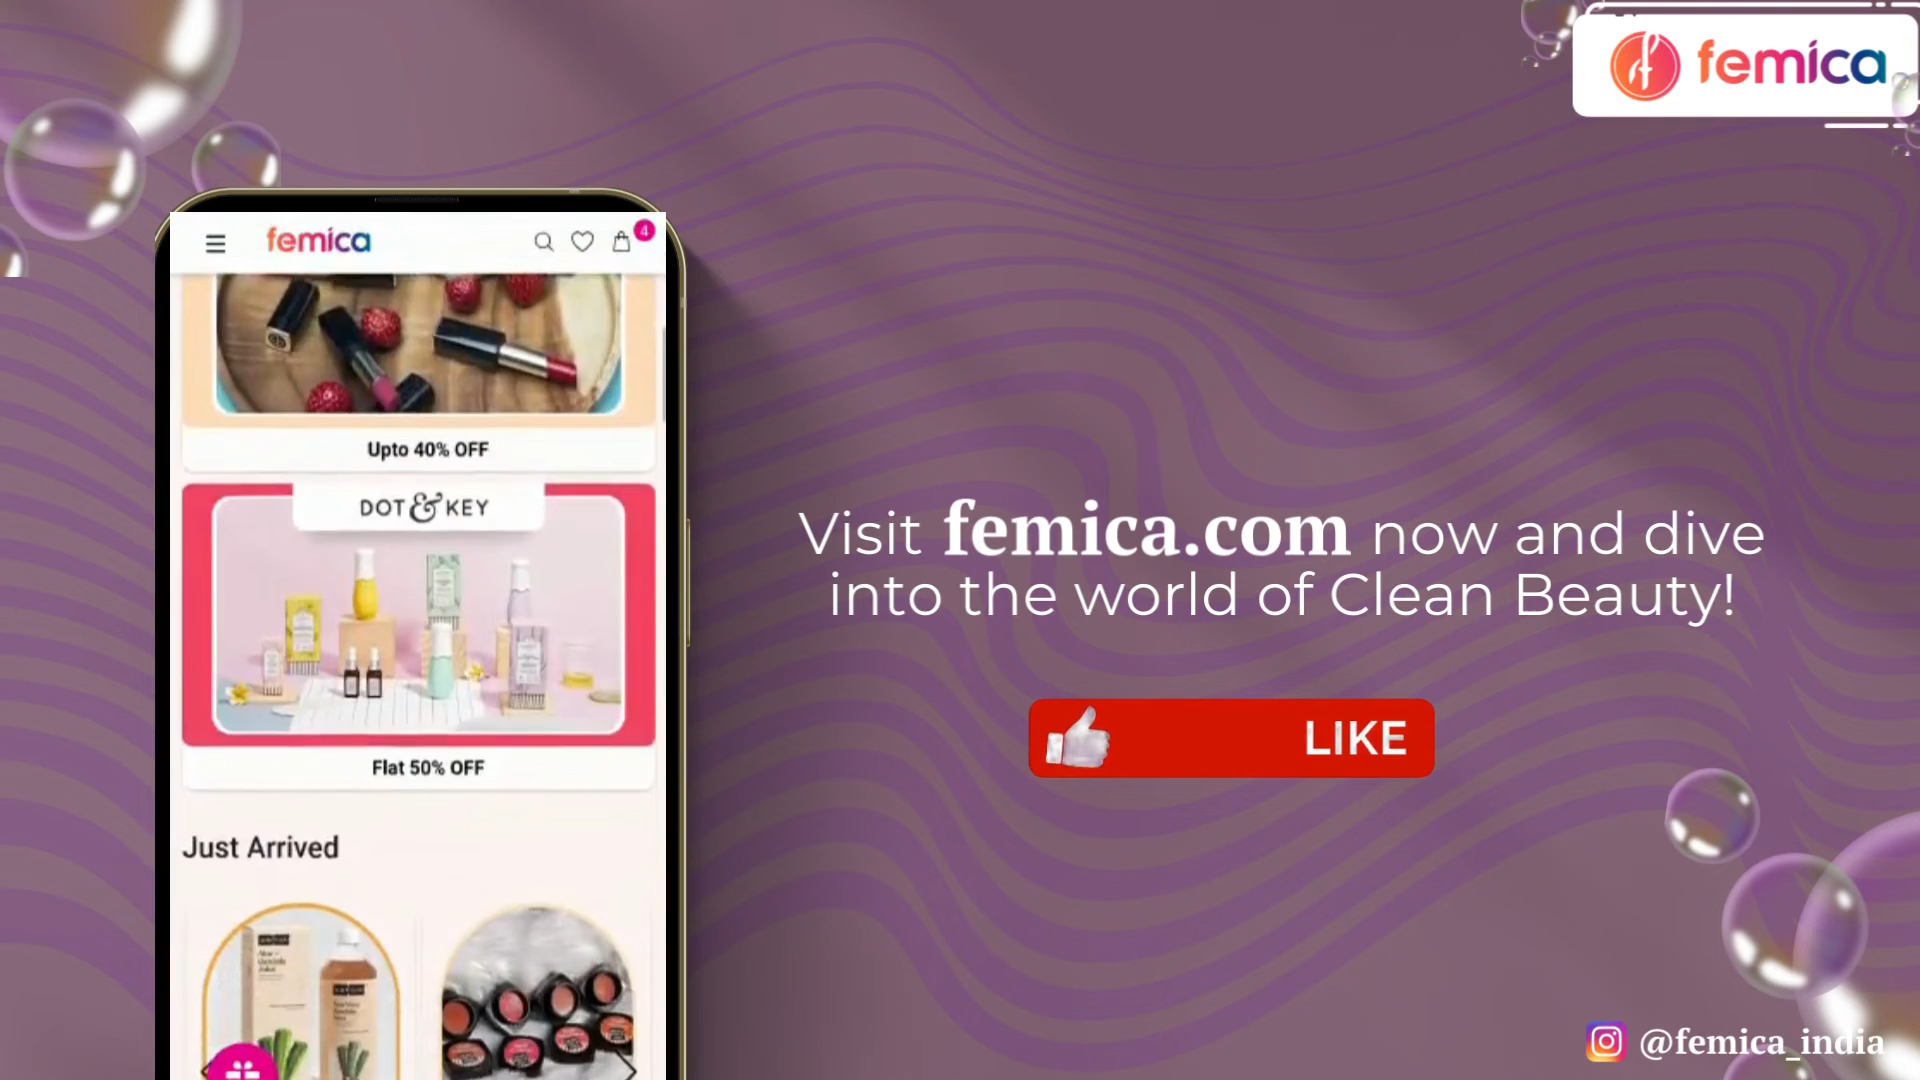 femica
femica
4
Upto 40% OFF
DOT & KEY
Flat 50% OFF
Just Arrived
Visit femica.com now and dive
into the world of Clean Beauty!
LIKE
@femica_india